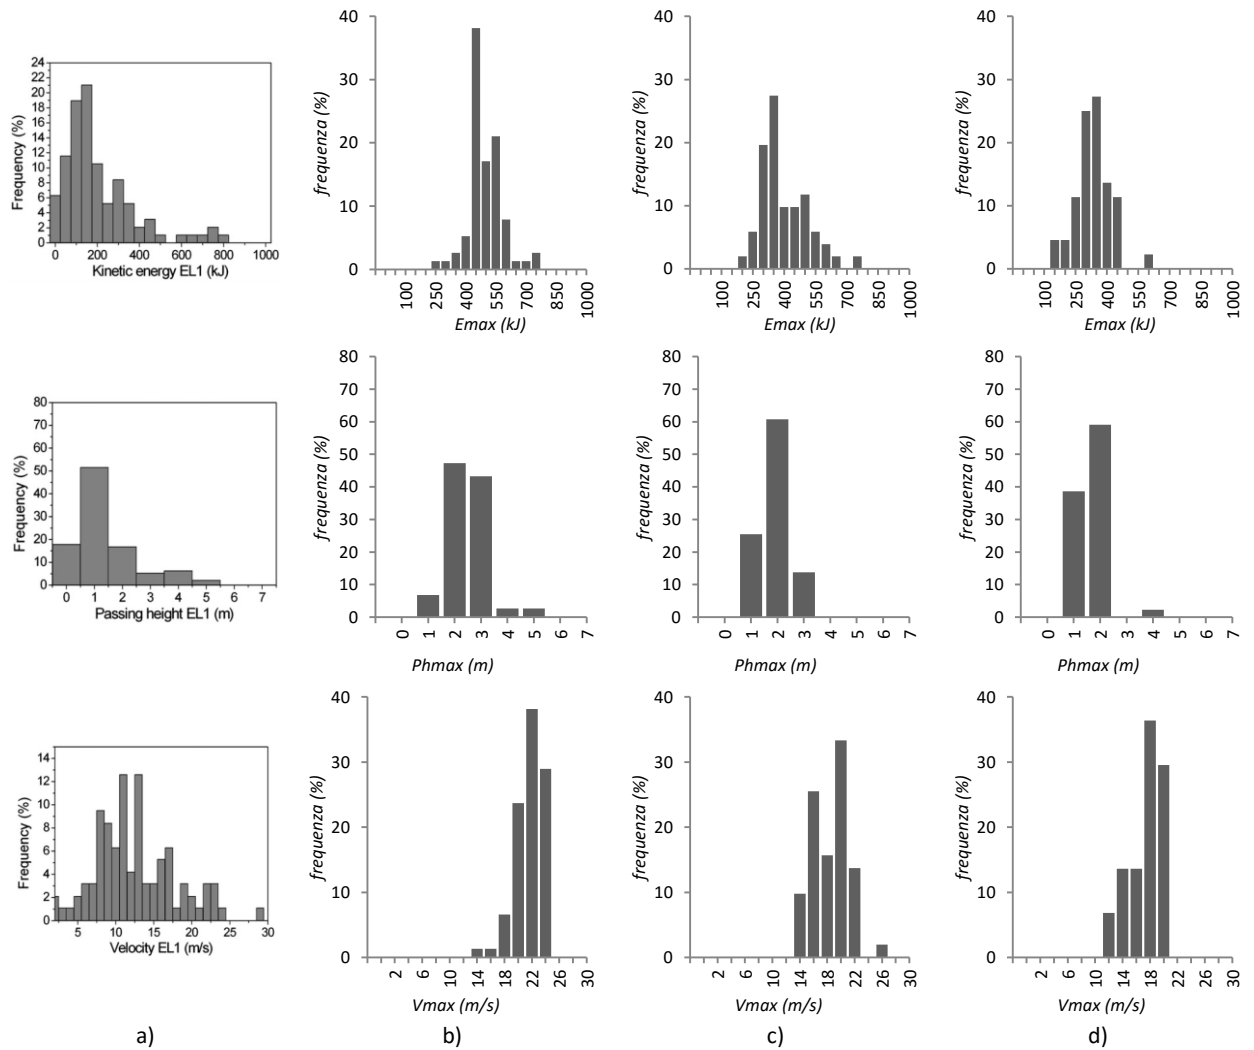 24
22
20
18
16
14
12
10
8
6
4
2
0
Frequency (%)
0 200 400 600 800 1000
Kinetic energy EL1 (kJ)
40
30
20
10
0
frequenza (%)
100 250 400 550 700 850 1000
Emax (kJ)
40
30
20
10
0
frequenza (%)
100 250 400 550 700 850 1000
Emax (kJ)
40
30
20
10
0
frequenza (%)
100 250 400 550 700 850 1000
Emax (kJ)
80
70
60
50
40
30
20
10
0
Frequency (%)
0 1 2 3 4 5 6 7
Passing height EL1 (m)
80
70
60
50
40
30
20
10
0
frequenza (%)
0 1 2 3 4 5 6 7
Phmax (m)
80
70
60
50
40
30
20
10
0
frequenza (%)
0 1 2 3 4 5 6 7
Phmax (m)
80
70
60
50
40
30
20
10
0
frequenza (%)
0 1 2 3 4 5 6 7
Phmax (m)
14
12
10
8
6
4
2
0
Frequency (%)
5 10 15 20 25 30
Velocity EL1 (m/s)
40
30
20
10
0
frequenza (%)
2 6 10 14 18 22 26 30
Vmax (m/s)
40
30
20
10
0
frequenza (%)
2 6 10 14 18 22 26 30
Vmax (m/s)
40
30
20
10
0
frequenza (%)
2 6 10 14 18 22 26 30
Vmax (m/s)
a) b) c) d)